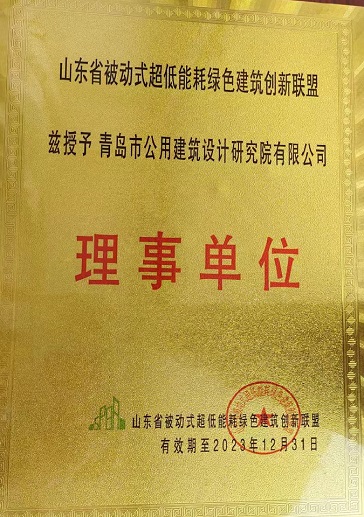 山东省被动式超低能耗绿色建筑创新联盟
兹授予 青岛市公用建筑设计研究院有限公司
理事单位
山东省被动式超低能耗绿色建筑创新联盟
有效期至2023年12月31日